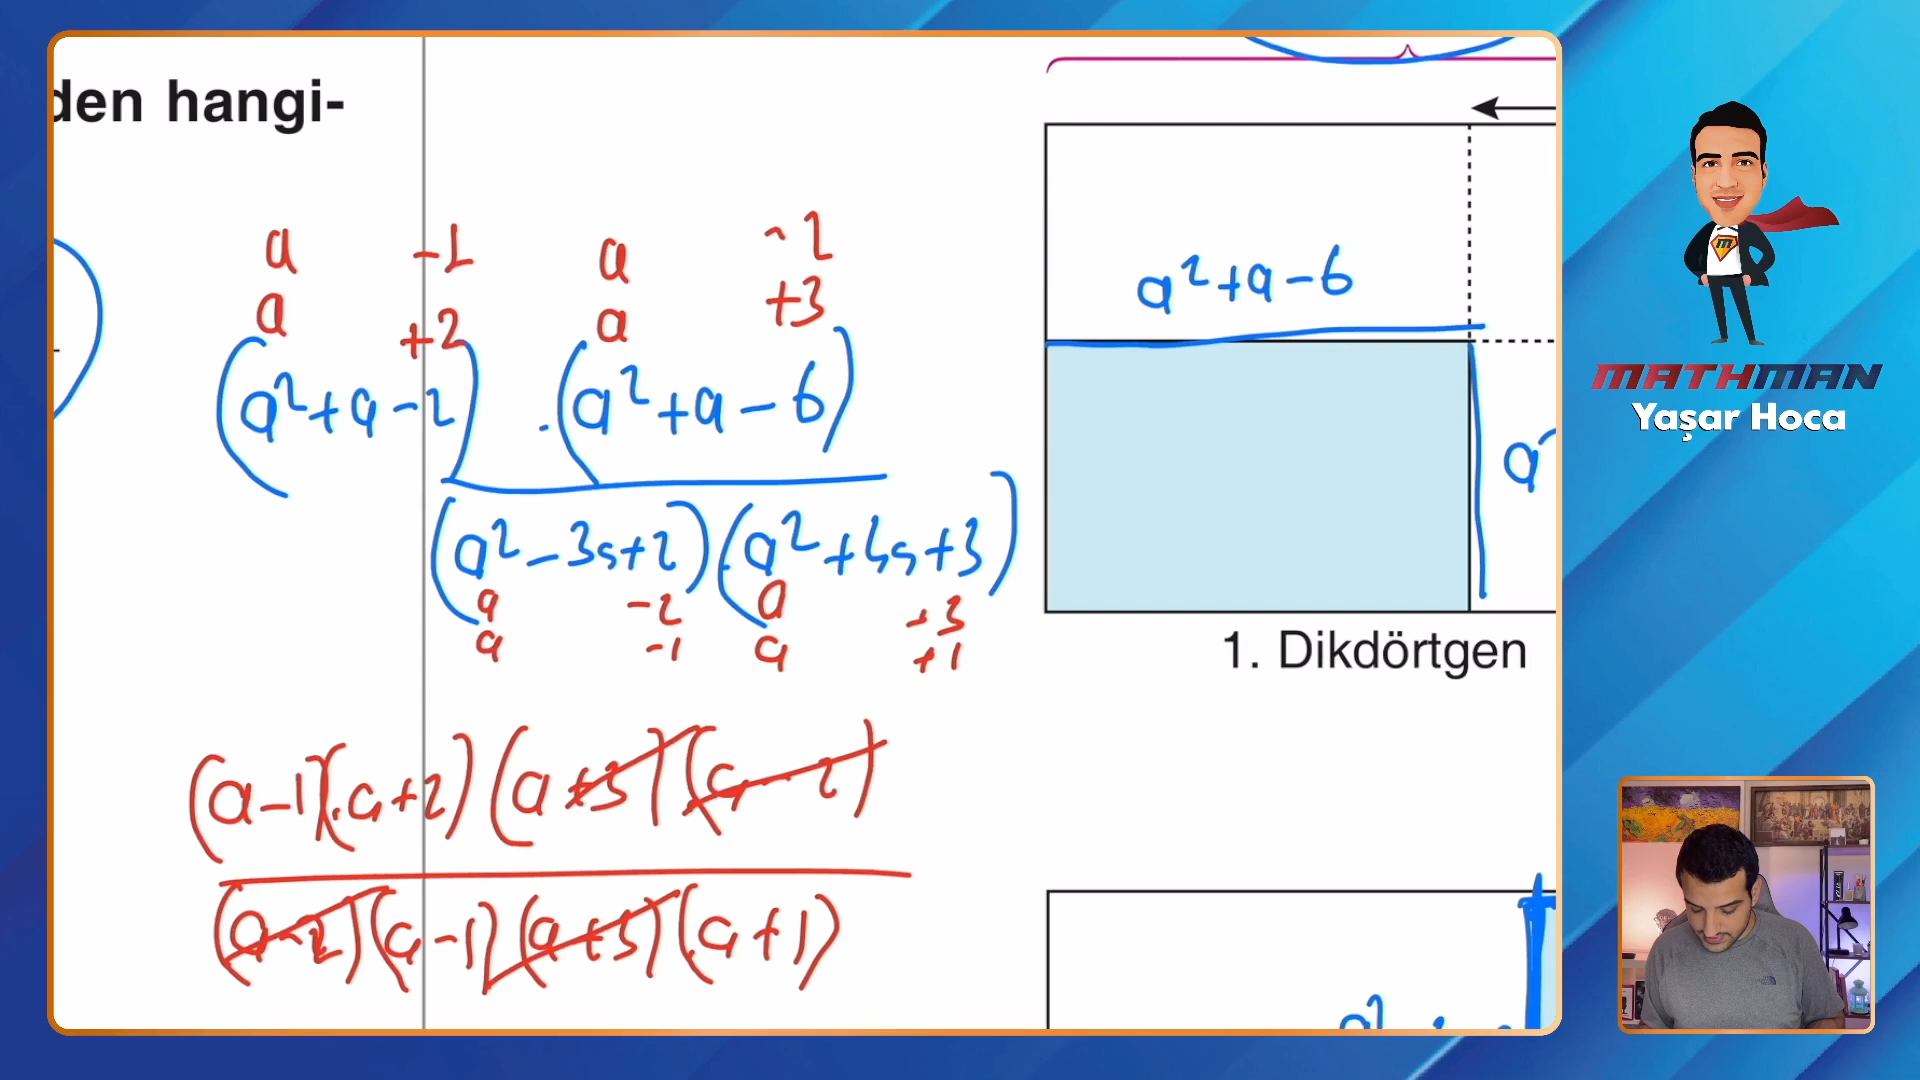 den hangi-
a -1 a -2
a +2 a +3
(a²+a-2) . (a²+a-6)
(a²-3a+2).(a²+4a+3)
a -2 a +3
a -1 a +1
(a-1).(a+2)(a+3)(a-2)
(a-2)(a-1)(a+3)(a+1)
a²+a-6
1. Dikdörtgen
MATHMAN
Yaşar Hoca